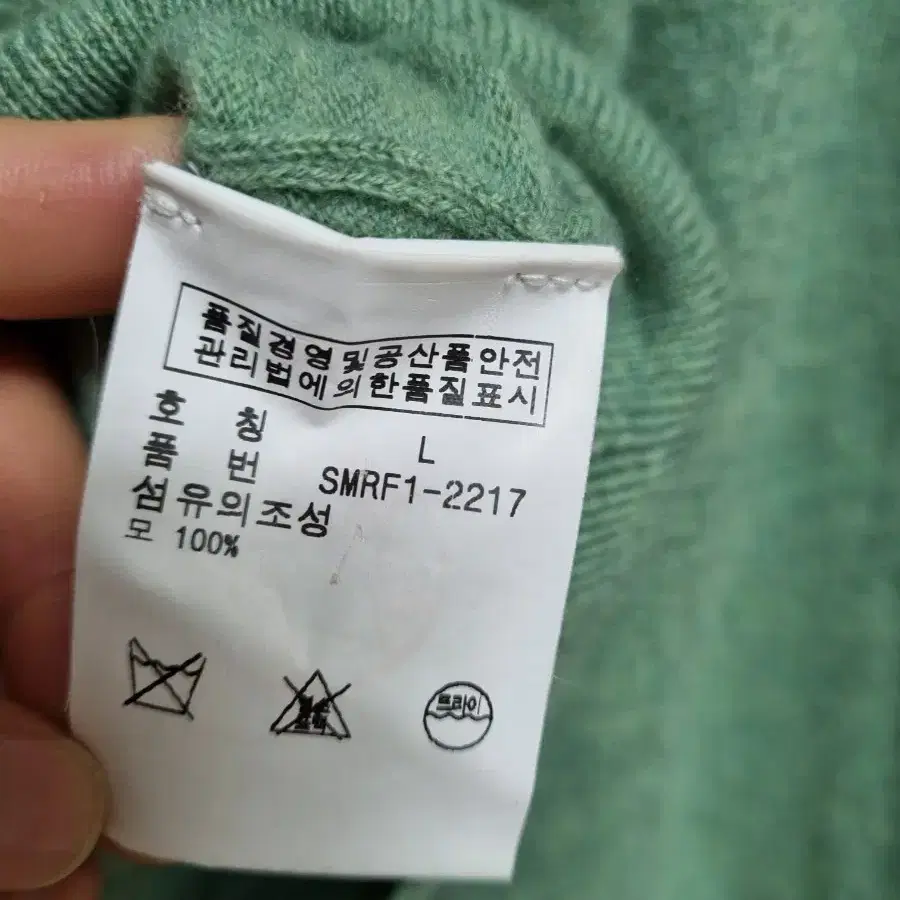 품질경영및공산품안전
관리법에의한품질표시
호 칭 L
품 번 SMRF1-2217
섬유의조성
모 100%
드라이